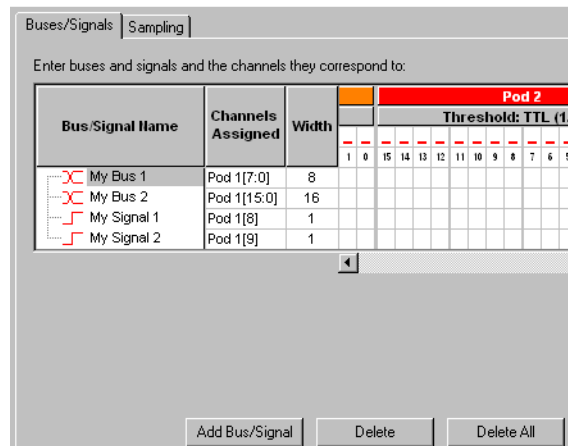 Buses/Signals Sampling
Enter buses and signals and the channels they correspond to:
Bus/Signal Name Channels Assigned Width Pod 2
Threshold: TTL (1.
1 0 15 14 13 12 11 10 9 8 7 6 5
My Bus 1 Pod 1[7:0] 8
My Bus 2 Pod 1[15:0] 16
My Signal 1 Pod 1[8] 1
My Signal 2 Pod 1[9] 1
Add Bus/Signal Delete Delete All